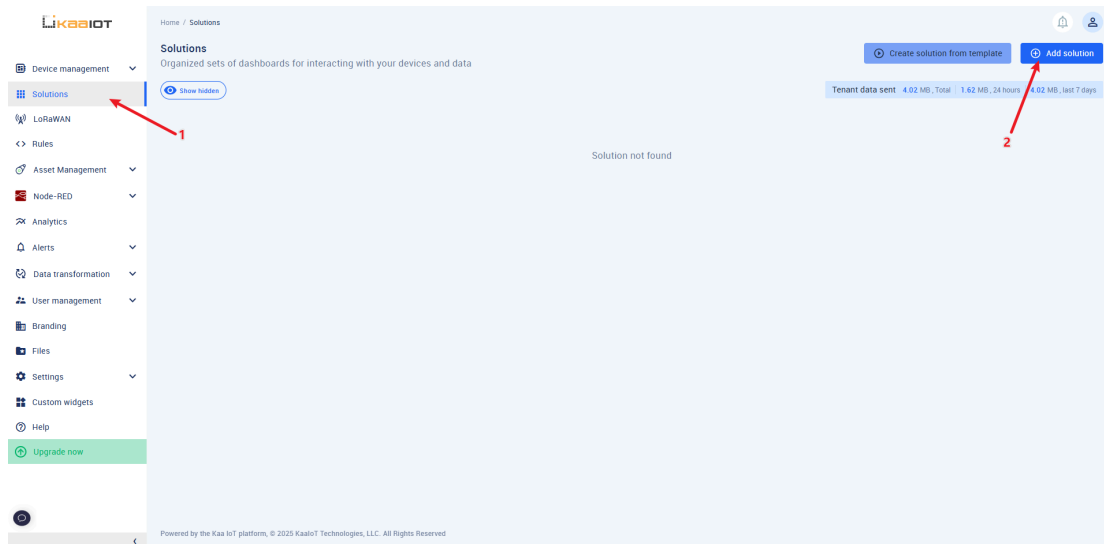 KaaIoT
Home / Solutions
Solutions
Organized sets of dashboards for interacting with your devices and data
Create solution from template
Add solution
Show hidden
Tenant data sent 4.02 MB, Total 1.62 MB, 24 hours 4.02 MB, last 7 days
Device management
Solutions
LoRaWAN
Rules
Asset Management
Node-RED
Analytics
Alerts
Data transformation
User management
Branding
Files
Settings
Custom widgets
Help
Upgrade now
1
2
Solution not found
Powered by the Kaa IoT platform, © 2025 KaaIoT Technologies, LLC. All Rights Reserved